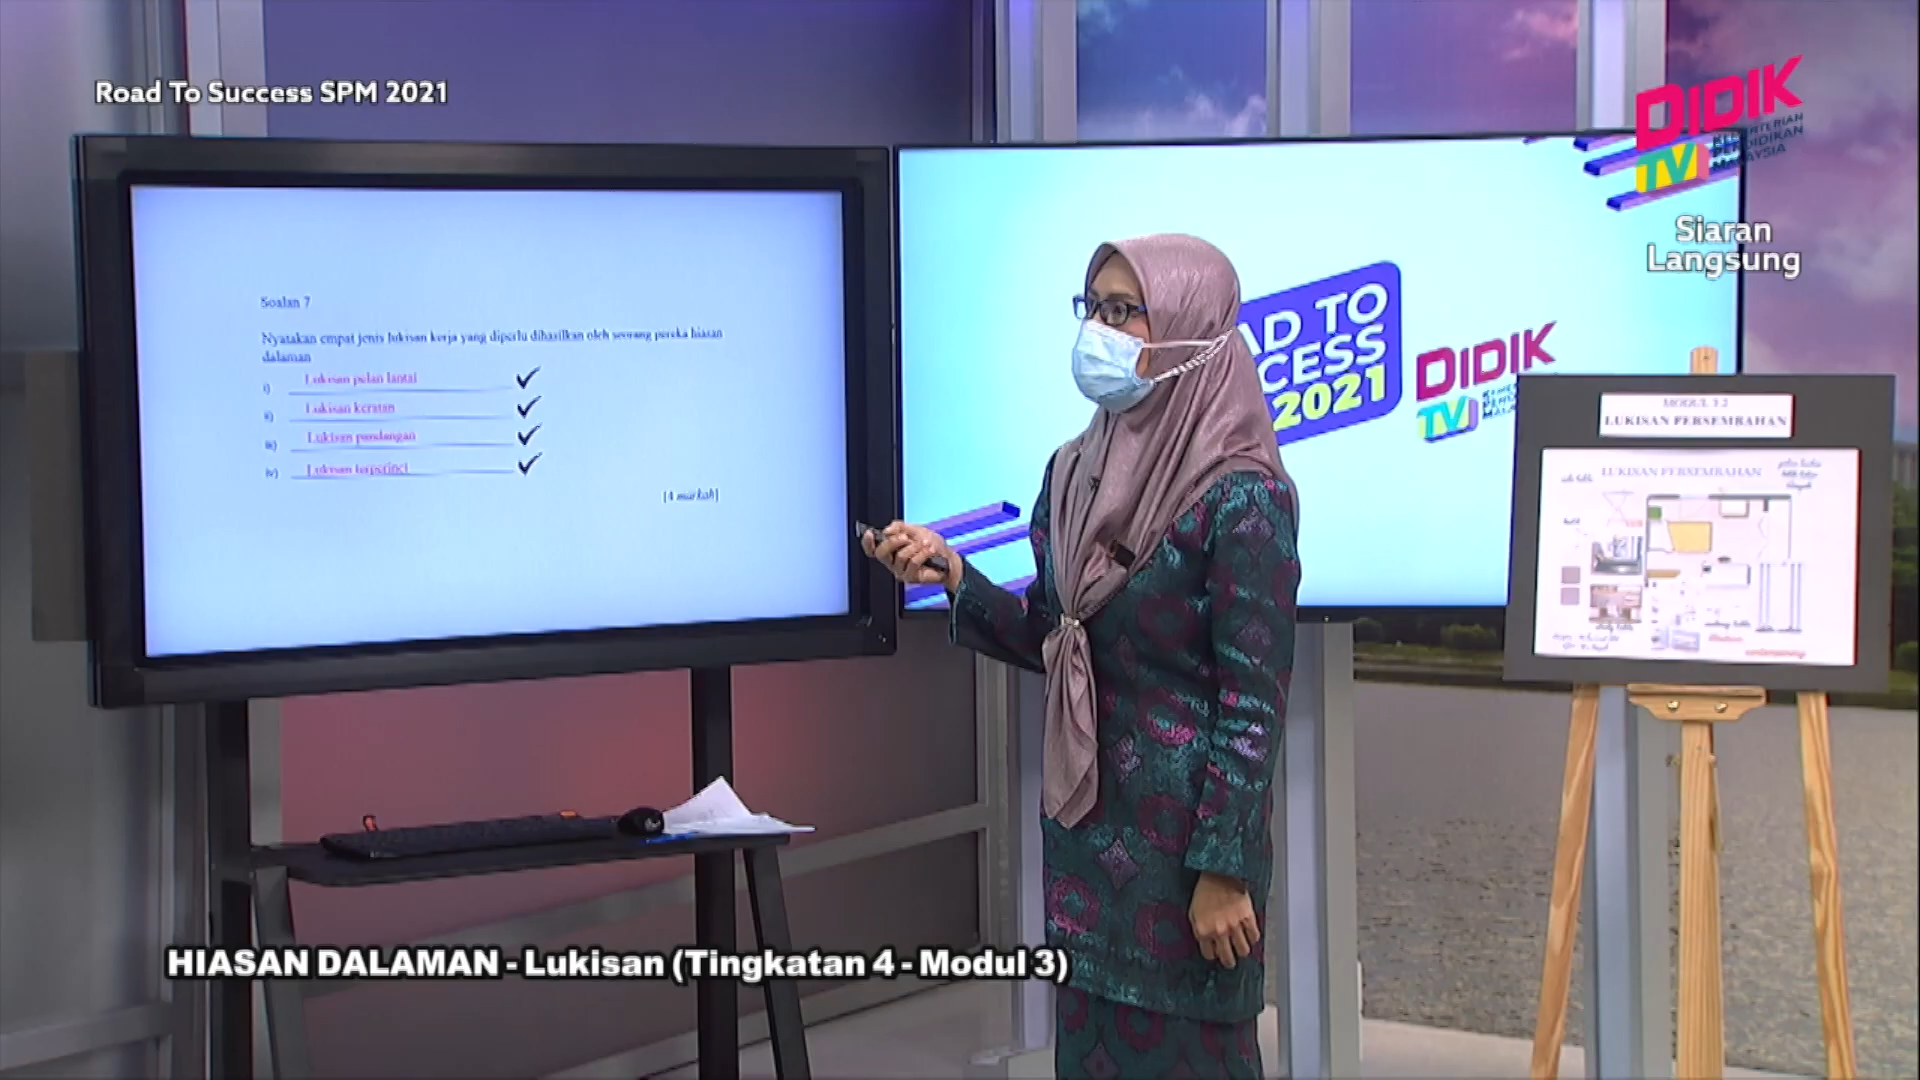 Road To Success SPM 2021
DIDIK
TV
KEMENTERIAN
PENDIDIKAN
MALAYSIA
Siaran
Langsung
Soalan 7
Nyatakan empat jenis lukisan kerja yang diperlu dihasilkan oleh seorang pereka hiasan
dalaman
i) Lukisan pelan lantai
ii) Lukisan keratan
iii) Lukisan pandangan
iv) Lukisan terperinci
[4 markah]
AD TO
CESS
2021
DIDIK
TV
MODUL 3.2
LUKISAN PERSEMBAHAN
LUKISAN PERSEMBAHAN
HIASAN DALAMAN - Lukisan (Tingkatan 4 - Modul 3)